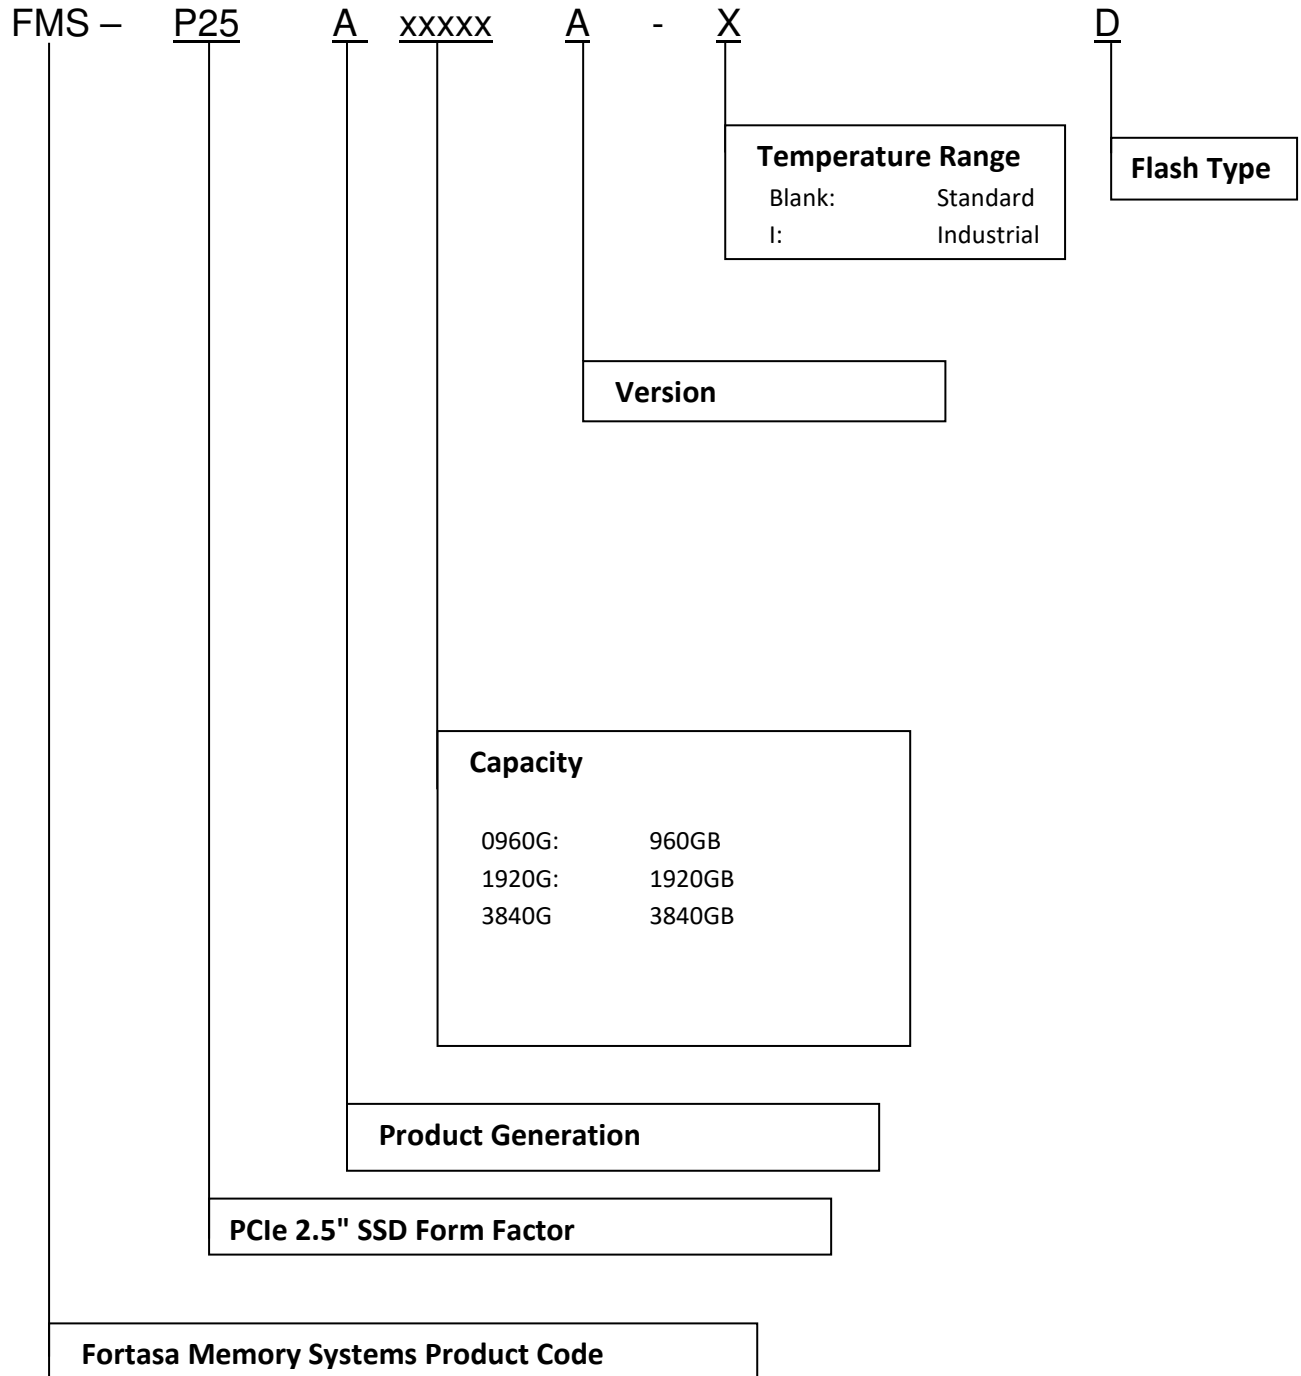 FMS – P25 A xxxxx A - X D
Temperature Range
Blank: Standard
I: Industrial
Flash Type
Version
Capacity
0960G: 960GB
1920G: 1920GB
3840G 3840GB
Product Generation
PCIe 2.5" SSD Form Factor
Fortasa Memory Systems Product Code